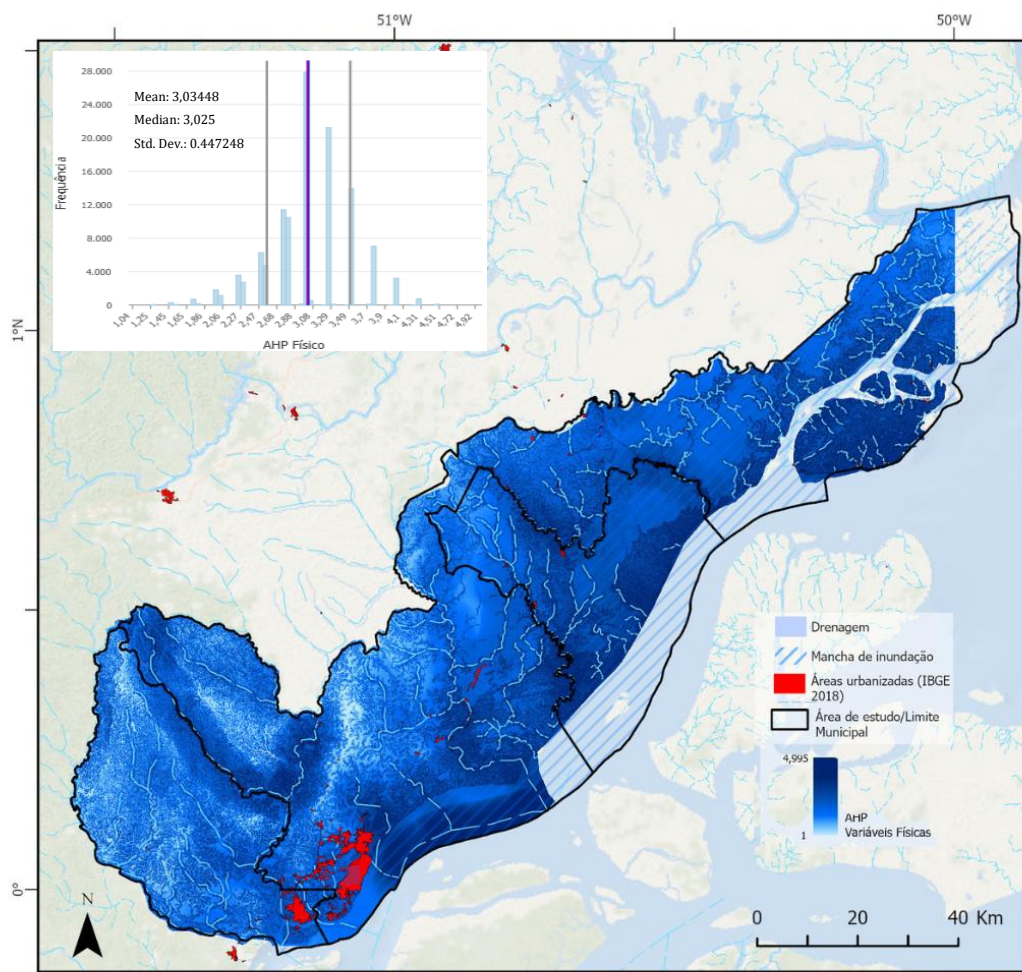 51ºW
50ºW
28.000
24.000
20.000
16.000
12.000
8.000
4.000
0
Frequência
Mean: 3,03448
Median: 3,025
Std. Dev.: 0.447248
1,04
1,25
1,45
1,65
1,86
2,06
2,27
2,47
2,68
2,88
3,08
3,29
3,49
3,7
3,9
4,1
4,31
4,51
4,72
4,92
AHP Físico
1ºN
0º
Drenagem
Mancha de inundação
Áreas urbanizadas (IBGE
2018)
Área de estudo/Limite
Municipal
4,995
1
AHP
Variáveis Físicas
N
0 20 40 Km